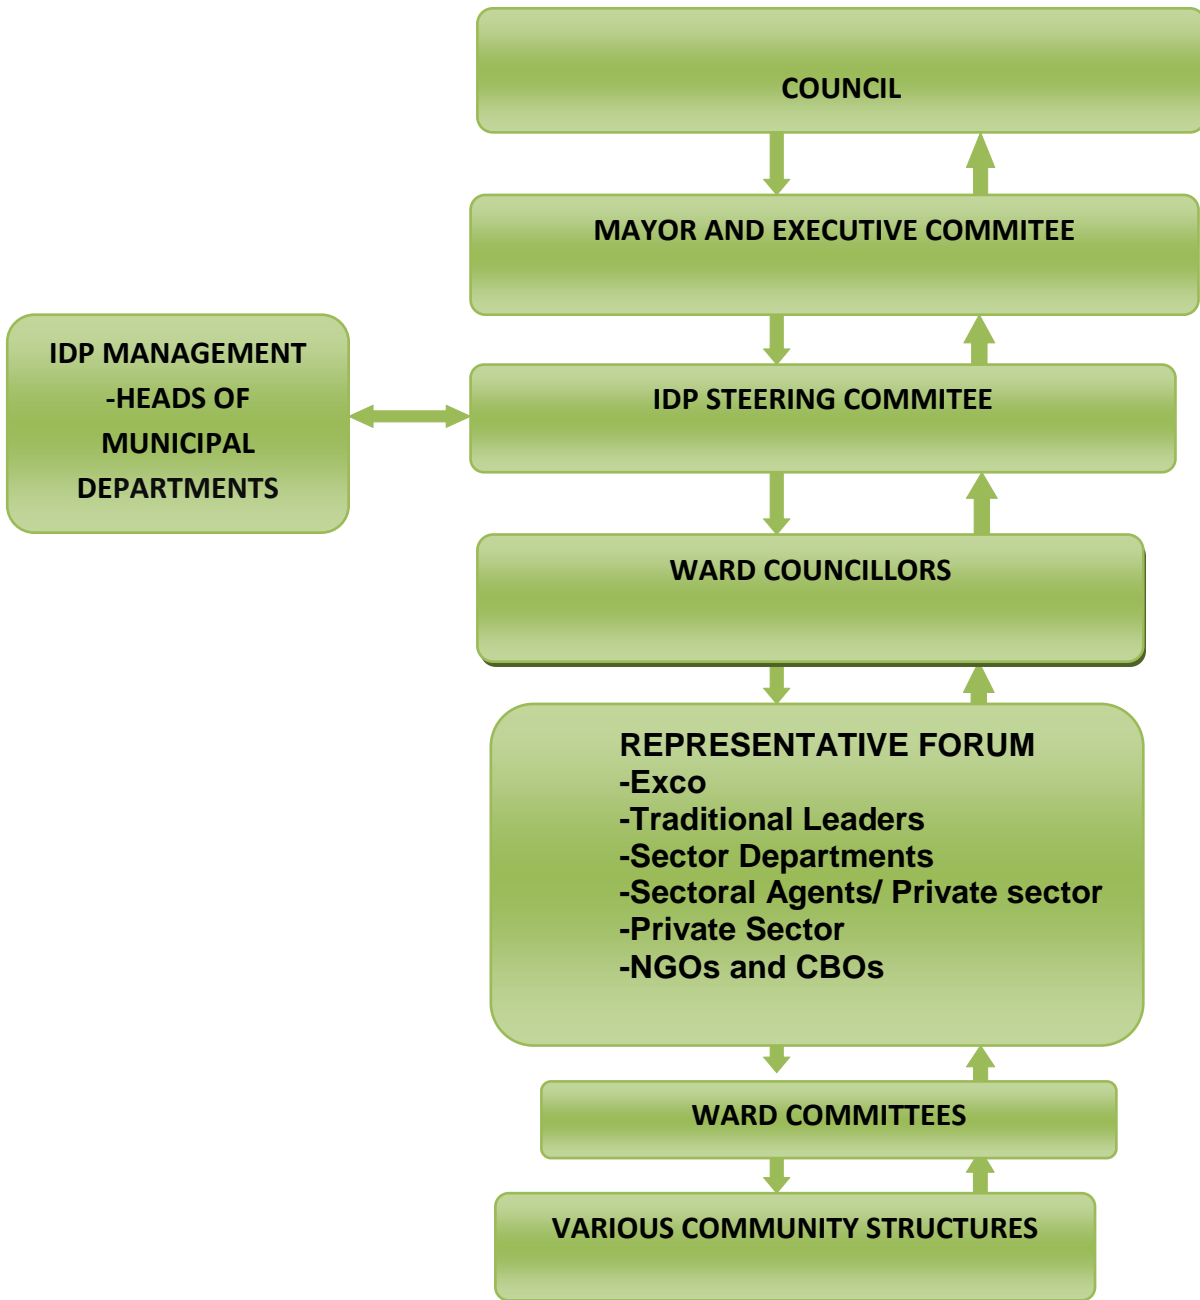 COUNCIL
MAYOR AND EXECUTIVE COMMITEE
IDP MANAGEMENT
-HEADS OF
MUNICIPAL
DEPARTMENTS
IDP STEERING COMMITEE
WARD COUNCILLORS
REPRESENTATIVE FORUM
-Exco
-Traditional Leaders
-Sector Departments
-Sectoral Agents/ Private sector
-Private Sector
-NGOs and CBOs
WARD COMMITTEES
VARIOUS COMMUNITY STRUCTURES